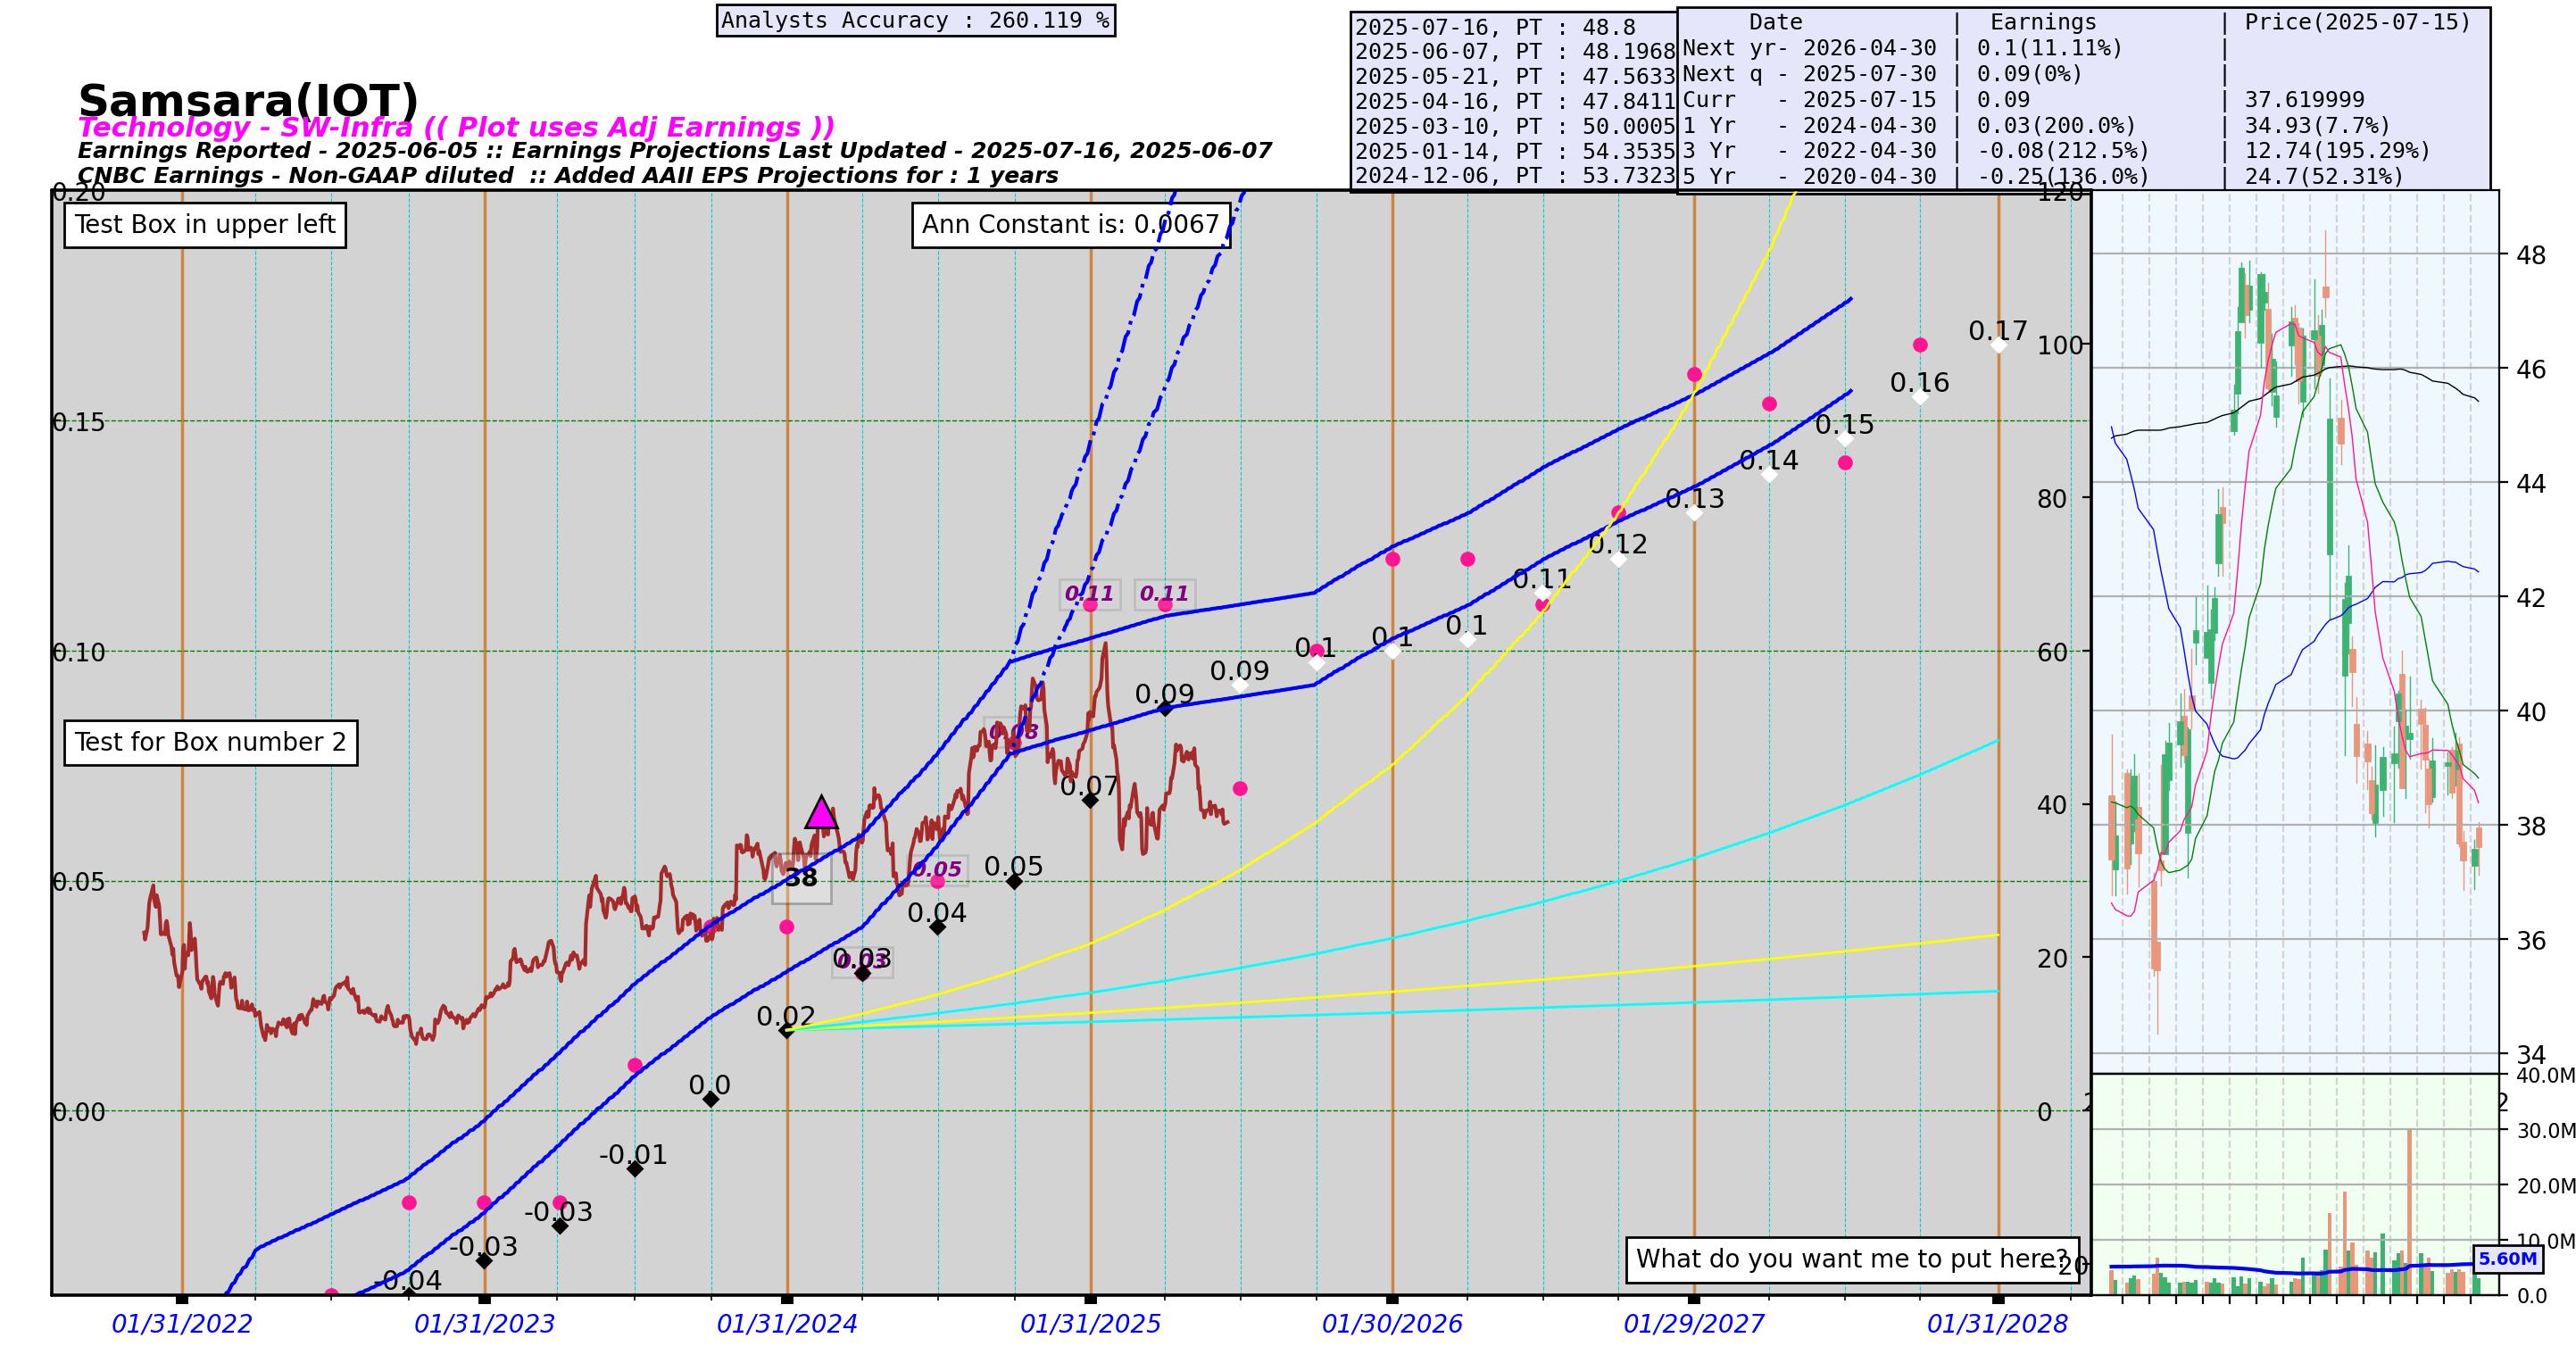 Analysts Accuracy : 260.119 %
2025-07-16, PT : 48.8
2025-06-07, PT : 48.1968
2025-05-21, PT : 47.5633
2025-04-16, PT : 47.8411
2025-03-10, PT : 50.0005
2025-01-14, PT : 54.3535
2024-12-06, PT : 53.7323
Date | Earnings | Price(2025-07-15)
Next yr- 2026-04-30 | 0.1(11.11%) |
Next q - 2025-07-30 | 0.09(0%) |
Curr - 2025-07-15 | 0.09 | 37.619999
1 Yr - 2024-04-30 | 0.03(200.0%) | 34.93(7.7%)
3 Yr - 2022-04-30 | -0.08(212.5%) | 12.74(195.29%)
5 Yr - 2020-04-30 | -0.25(136.0%) | 24.7(52.31%)
Samsara(IOT)
Technology - SW-Infra (( Plot uses Adj Earnings ))
Earnings Reported - 2025-06-05 :: Earnings Projections Last Updated - 2025-07-16, 2025-06-07
CNBC Earnings - Non-GAAP diluted :: Added AAII EPS Projections for : 1 years
Test Box in upper left
Ann Constant is: 0.0067
Test for Box number 2
What do you want me to put here?
0.20
0.15
0.10
0.05
0.00
-0.04
-0.03
-0.03
-0.01
0.0
0.02
38
0.03
0.03
0.04
0.05
0.05
0.08
0.07
0.11
0.09
0.11
0.09
0.1
0.1
0.1
0.11
0.12
0.13
0.14
0.15
0.16
0.17
120
100
80
60
40
20
0
−20
48
46
44
42
40
38
36
34
40.0M
30.0M
20.0M
10.0M
5.60M
0.0
01/31/2022
01/31/2023
01/31/2024
01/31/2025
01/30/2026
01/29/2027
01/31/2028